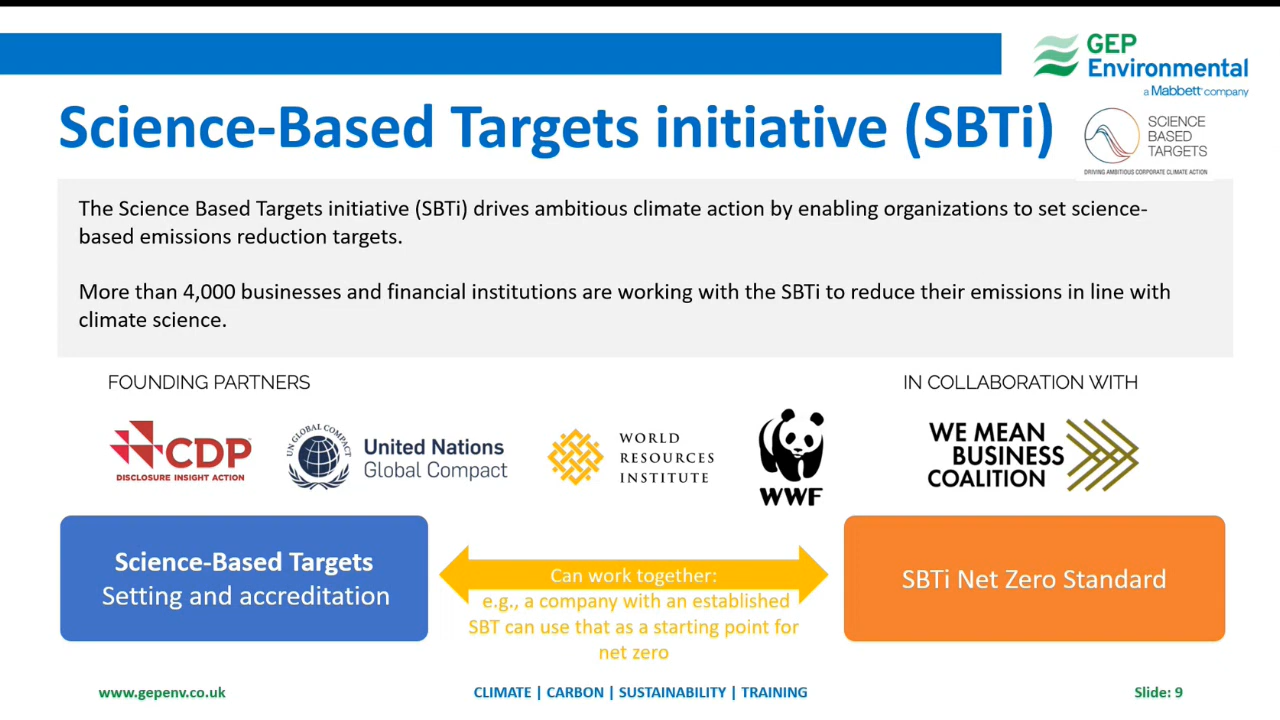 GEP
Environmental
a Mabbett company
Science-Based Targets initiative (SBTi)
SCIENCE
BASED
TARGETS
DRIVING AMBITIOUS CORPORATE CLIMATE ACTION
The Science Based Targets initiative (SBTi) drives ambitious climate action by enabling organizations to set science-
based emissions reduction targets.
More than 4,000 businesses and financial institutions are working with the SBTi to reduce their emissions in line with
climate science.
FOUNDING PARTNERS
IN COLLABORATION WITH
CDP
DISCLOSURE INSIGHT ACTION
UN GLOBAL COMPACT
United Nations
Global Compact
WORLD
RESOURCES
INSTITUTE
WWF
WE MEAN
BUSINESS
COALITION
Science-Based Targets
Setting and accreditation
Can work together:
e.g., a company with an established
SBT can use that as a starting point for
net zero
SBTi Net Zero Standard
www.gepenv.co.uk
CLIMATE | CARBON | SUSTAINABILITY | TRAINING
Slide: 9